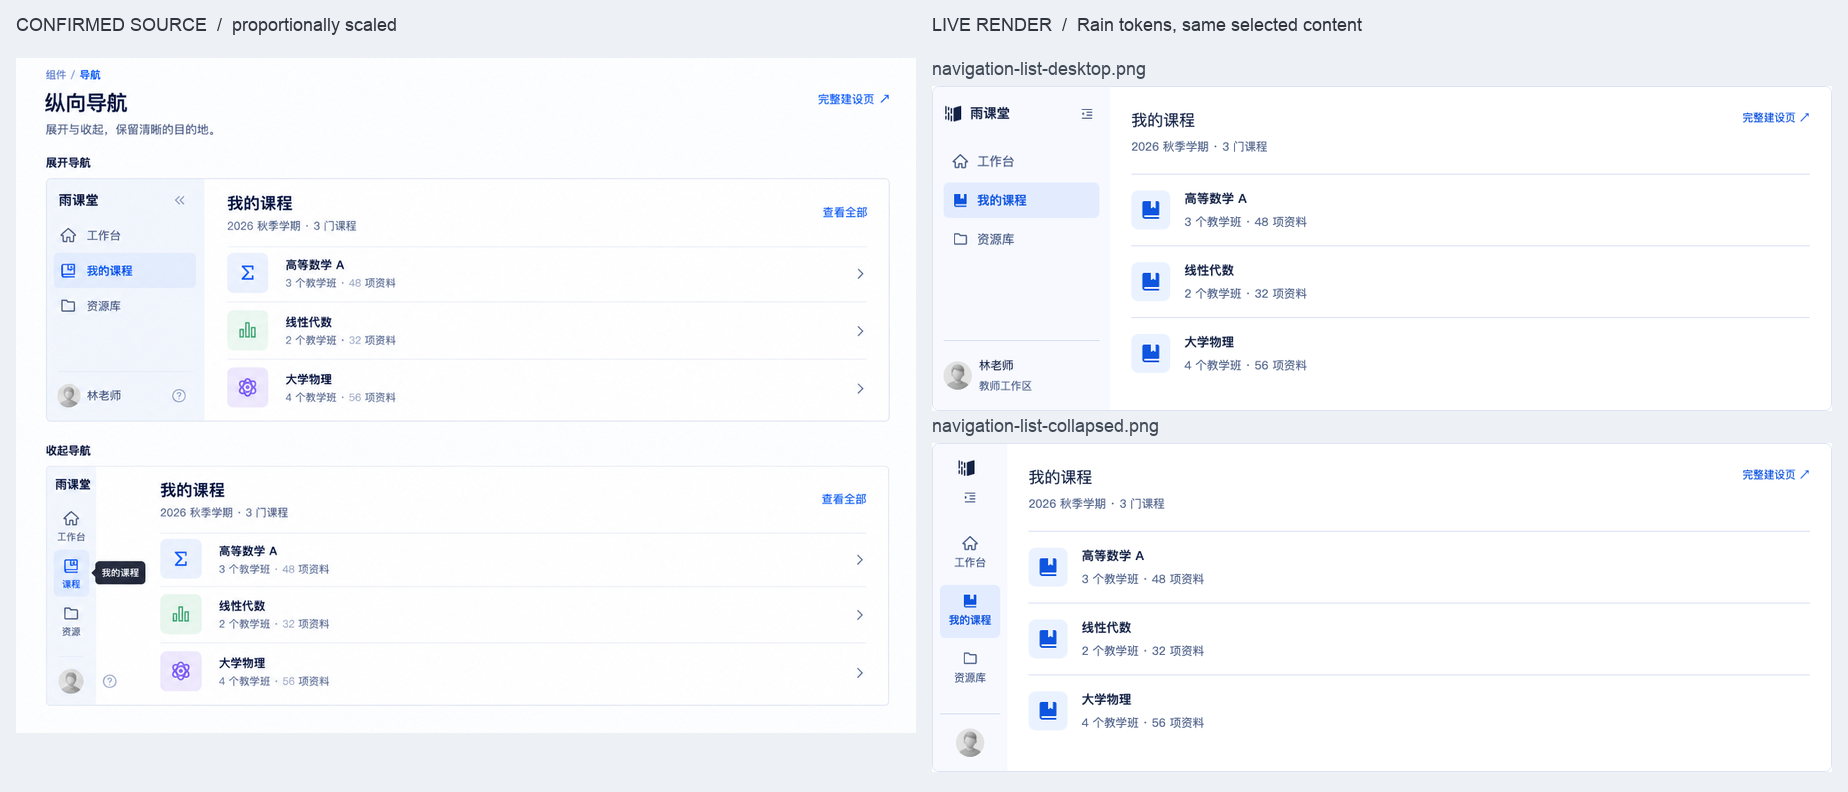 CONFIRMED SOURCE / proportionally scaled
组件 / 导航
纵向导航
完整建设页 ↗
展开与收起，保留清晰的目的地。
展开导航
雨课堂
工作台
我的课程
资源库
林老师
我的课程
2026 秋季学期 · 3 门课程
查看全部
高等数学 A
3 个教学班 · 48 项资料
线性代数
2 个教学班 · 32 项资料
大学物理
4 个教学班 · 56 项资料
收起导航
雨课堂
工作台
课程
我的课程
资源
我的课程
2026 秋季学期 · 3 门课程
查看全部
高等数学 A
3 个教学班 · 48 项资料
线性代数
2 个教学班 · 32 项资料
大学物理
4 个教学班 · 56 项资料
LIVE RENDER / Rain tokens, same selected content
navigation-list-desktop.png
雨课堂
工作台
我的课程
资源库
林老师
教师工作区
我的课程
2026 秋季学期 · 3 门课程
完整建设页 ↗
高等数学 A
3 个教学班 · 48 项资料
线性代数
2 个教学班 · 32 项资料
大学物理
4 个教学班 · 56 项资料
navigation-list-collapsed.png
工作台
我的课程
资源库
我的课程
2026 秋季学期 · 3 门课程
完整建设页 ↗
高等数学 A
3 个教学班 · 48 项资料
线性代数
2 个教学班 · 32 项资料
大学物理
4 个教学班 · 56 项资料